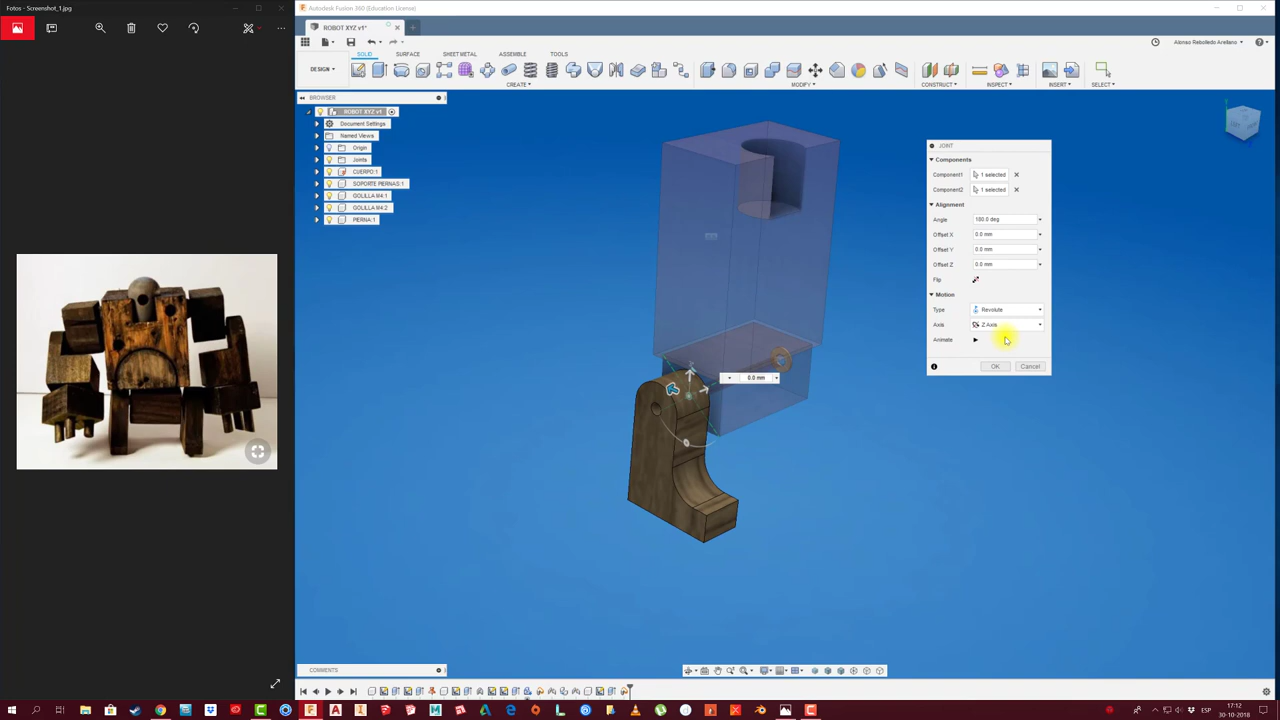 Fotos - Screenshot_1.jpg
Autodesk Fusion 360 (Education License)
ROBOT XYZ v1*
Alonso Rebolledo Arellano
SOLID
SURFACE
SHEET METAL
ASSEMBLE
TOOLS
DESIGN
CREATE
MODIFY
CONSTRUCT
INSPECT
INSERT
SELECT
BROWSER
ROBOT XYZ v1
Document Settings
Named Views
Origin
Joints
CUERPO:1
SOPORTE PIERNAS:1
GOLILLA M4:1
GOLILLA M4:2
PIERNA:1
JOINT
Components
Component1 1 selected
Component2 1 selected
Alignment
Angle 180.0 deg
Offset X 0.0 mm
Offset Y 0.0 mm
Offset Z 0.0 mm
Flip
Motion
Type Revolute
Axis Z Axis
Animate
OK Cancel
0.0 mm
COMMENTS
17:12
30-10-2018